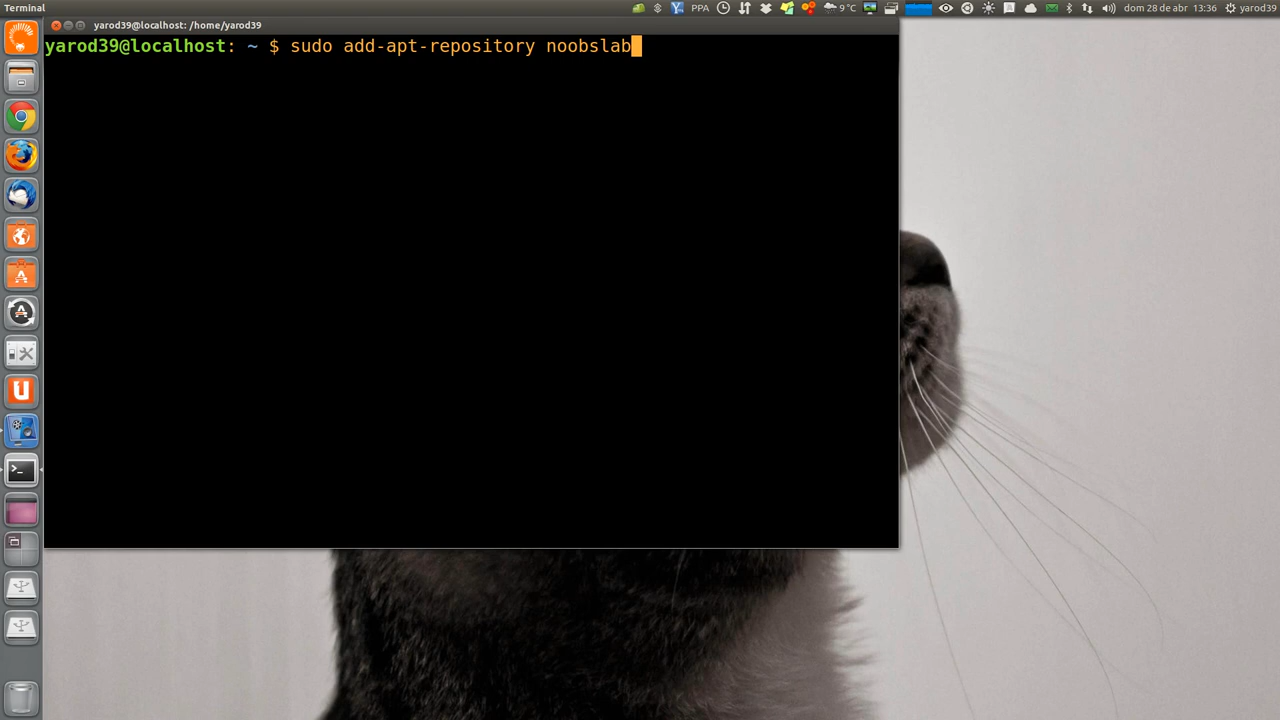 Terminal
PPA
9 °C
dom 28 de abr 13:36
yarod39
yarod39@localhost: /home/yarod39
yarod39@localhost: ~ $ sudo add-apt-repository noobslab